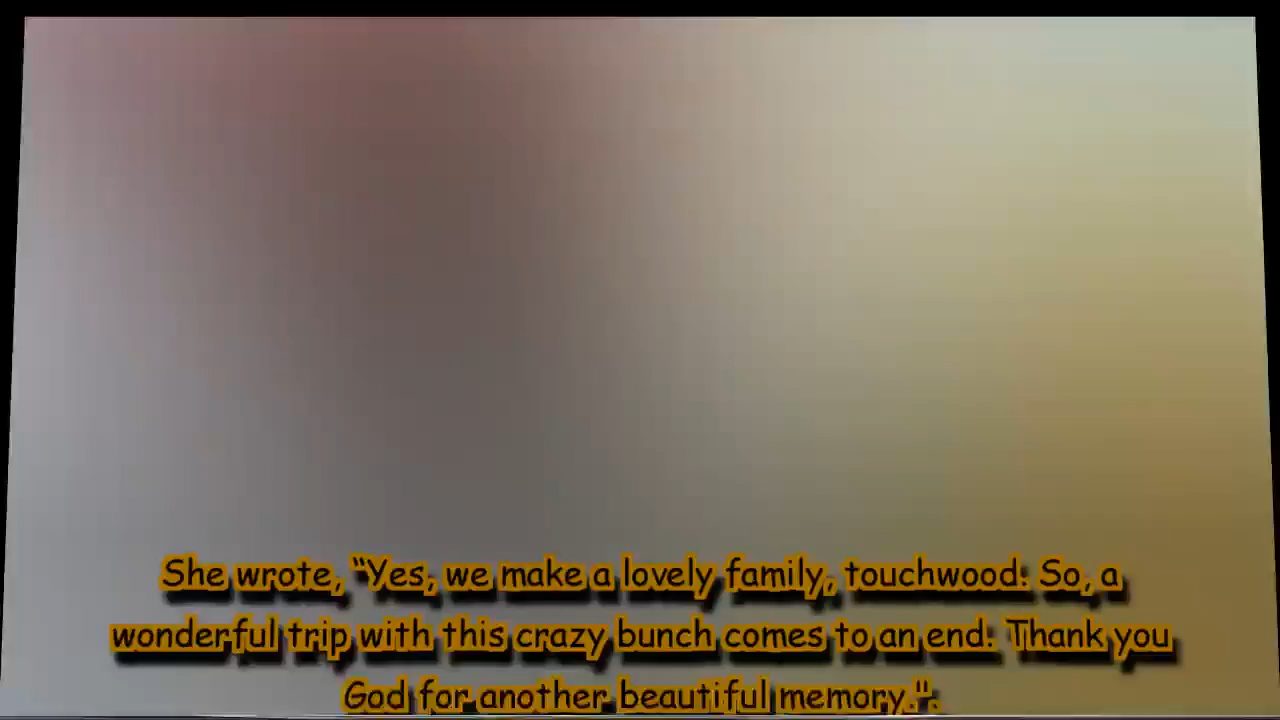 She wrote, “Yes, we make a lovely family, touchwood. So, a
wonderful trip with this crazy bunch comes to an end. Thank you
God for another beautiful memory.".